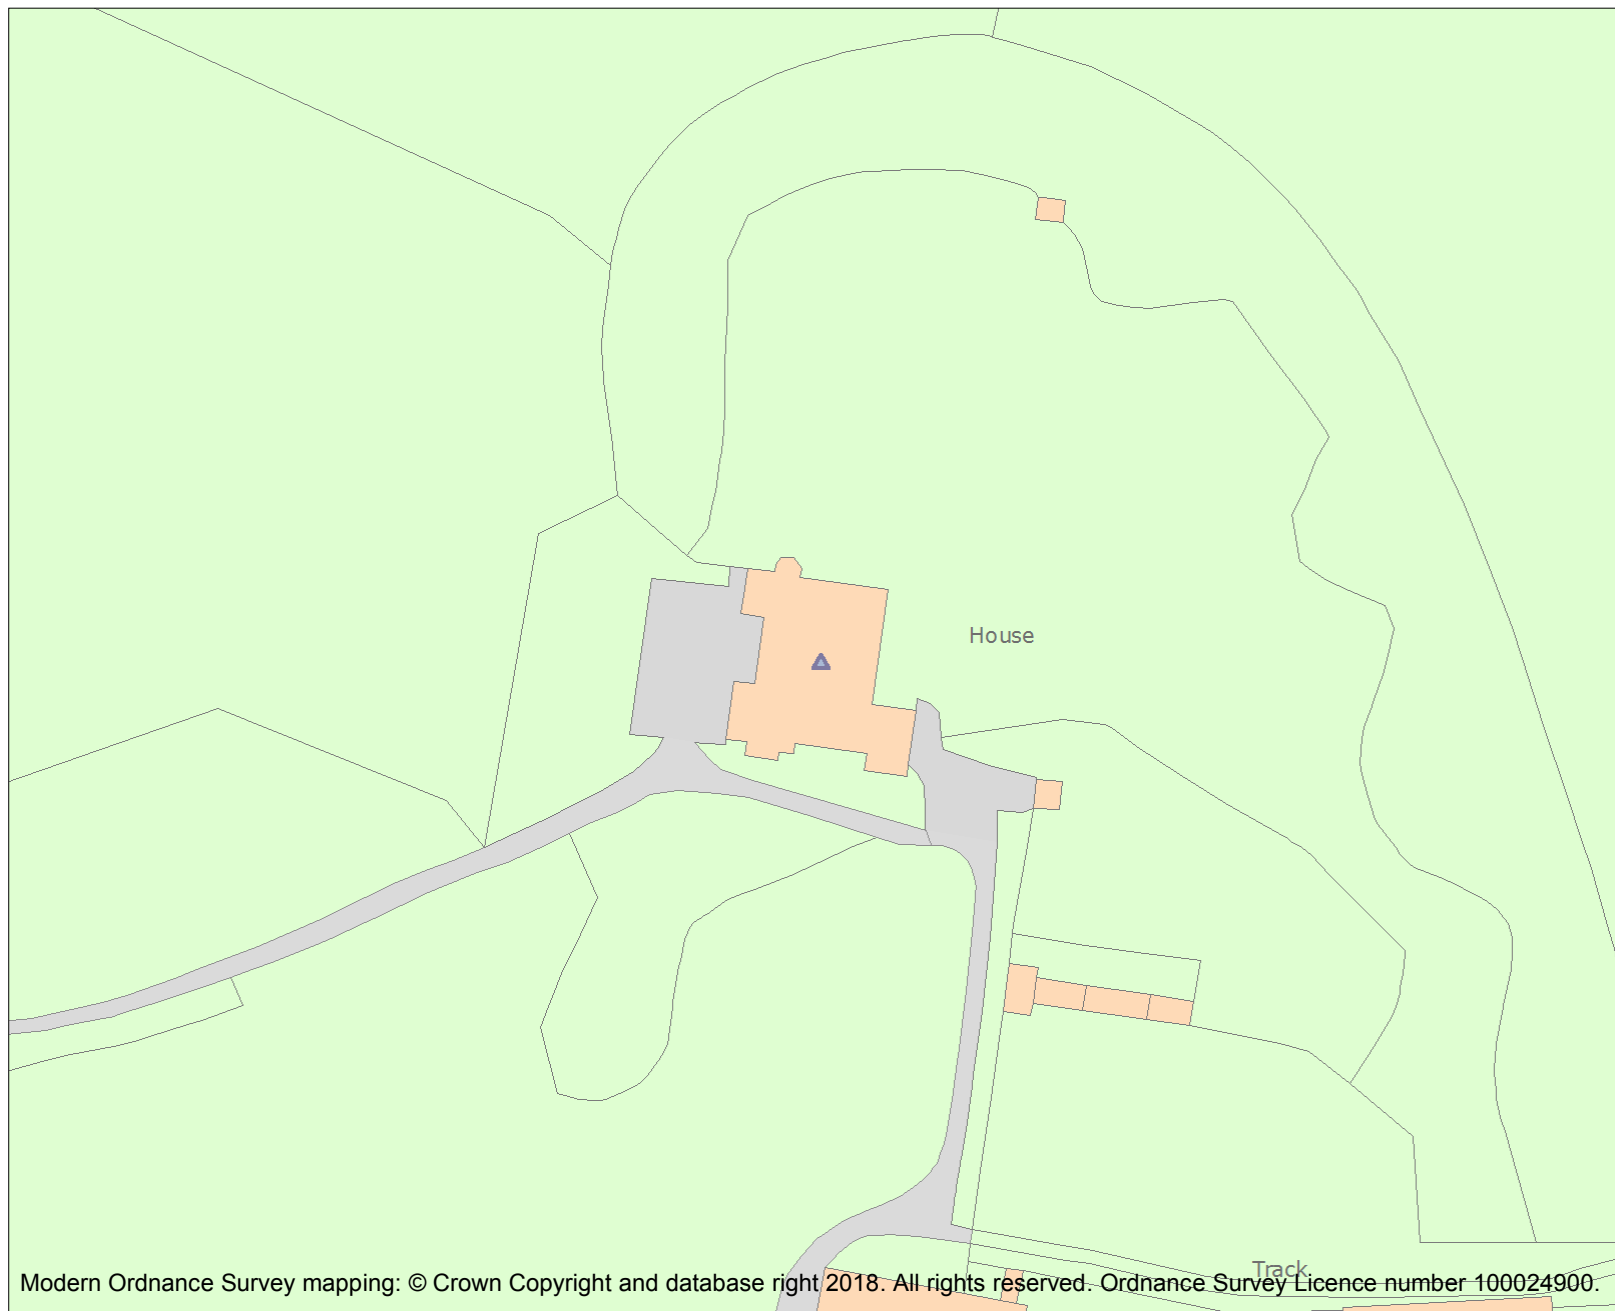 House
Track
Modern Ordnance Survey mapping: © Crown Copyright and database right 2018. All rights reserved. Ordnance Survey Licence number 100024900.